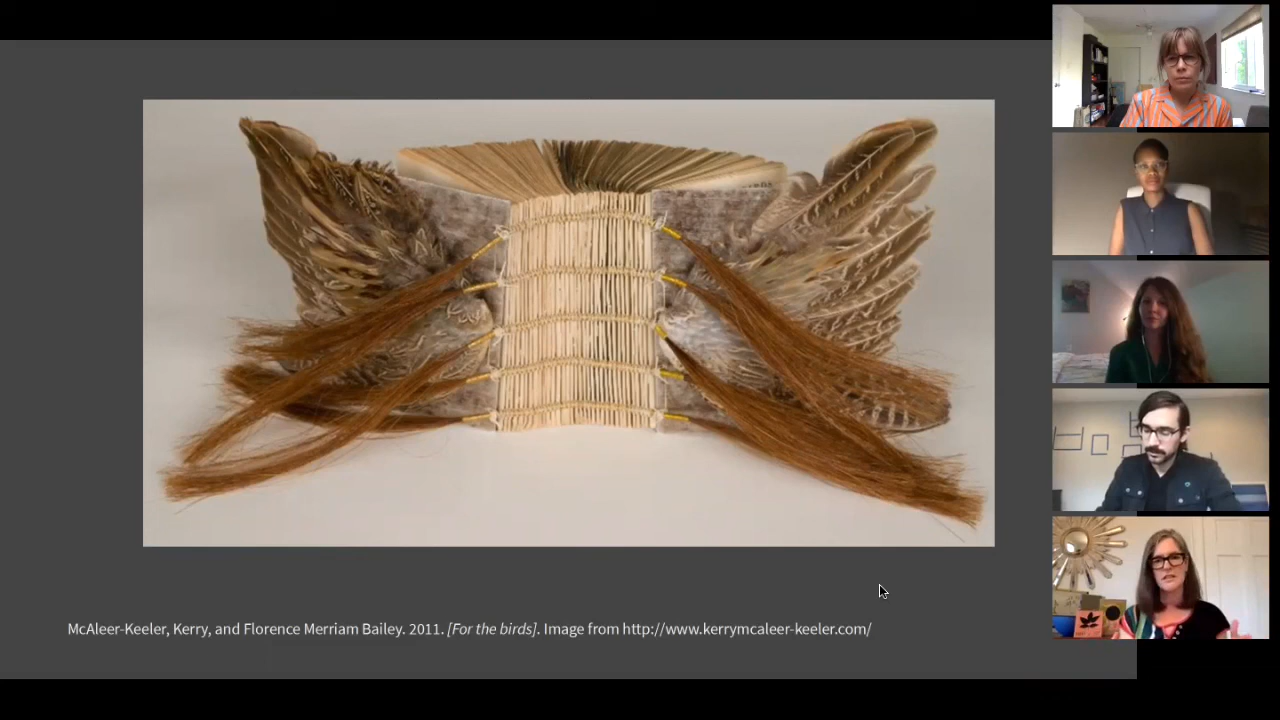 McAleer-Keeler, Kerry, and Florence Merriam Bailey. 2011. [For the birds]. Image from http://www.kerrymcaleer-keeler.com/